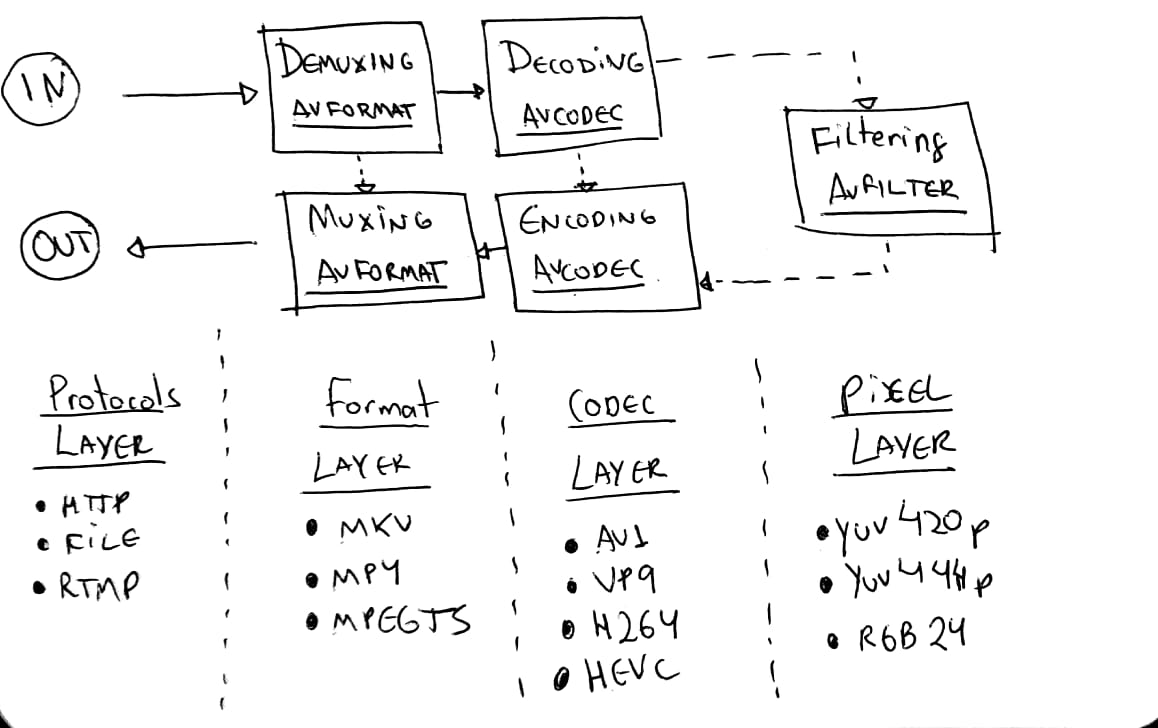 IN
DEMUXING
AVFORMAT
DECODING
AVCODEC
Filtering
AVFILTER
OUT
MUXING
AVFORMAT
ENCODING
AVCODEC
Protocols
LAYER
• HTTP
• FILE
• RTMP
Format
LAYER
• MKV
• MP4
• MPEGTS
CODEC
LAYER
• AV1
• VP9
• H264
• HEVC
PIXEL
LAYER
• YUV420p
• YUV444p
• RGB24